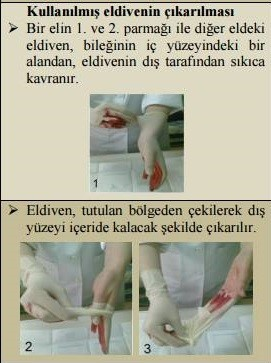 Kullanılmış eldivenin çıkarılması
➢ Bir elin 1. ve 2. parmağı ile diğer eldeki
eldiven, bileğinin iç yüzeyindeki bir
alandan, eldivenin dış tarafından sıkıca
kavranır.
1
➢ Eldiven, tutulan bölgeden çekilerek dış
yüzeyi içeride kalacak şekilde çıkarılır.
2
3